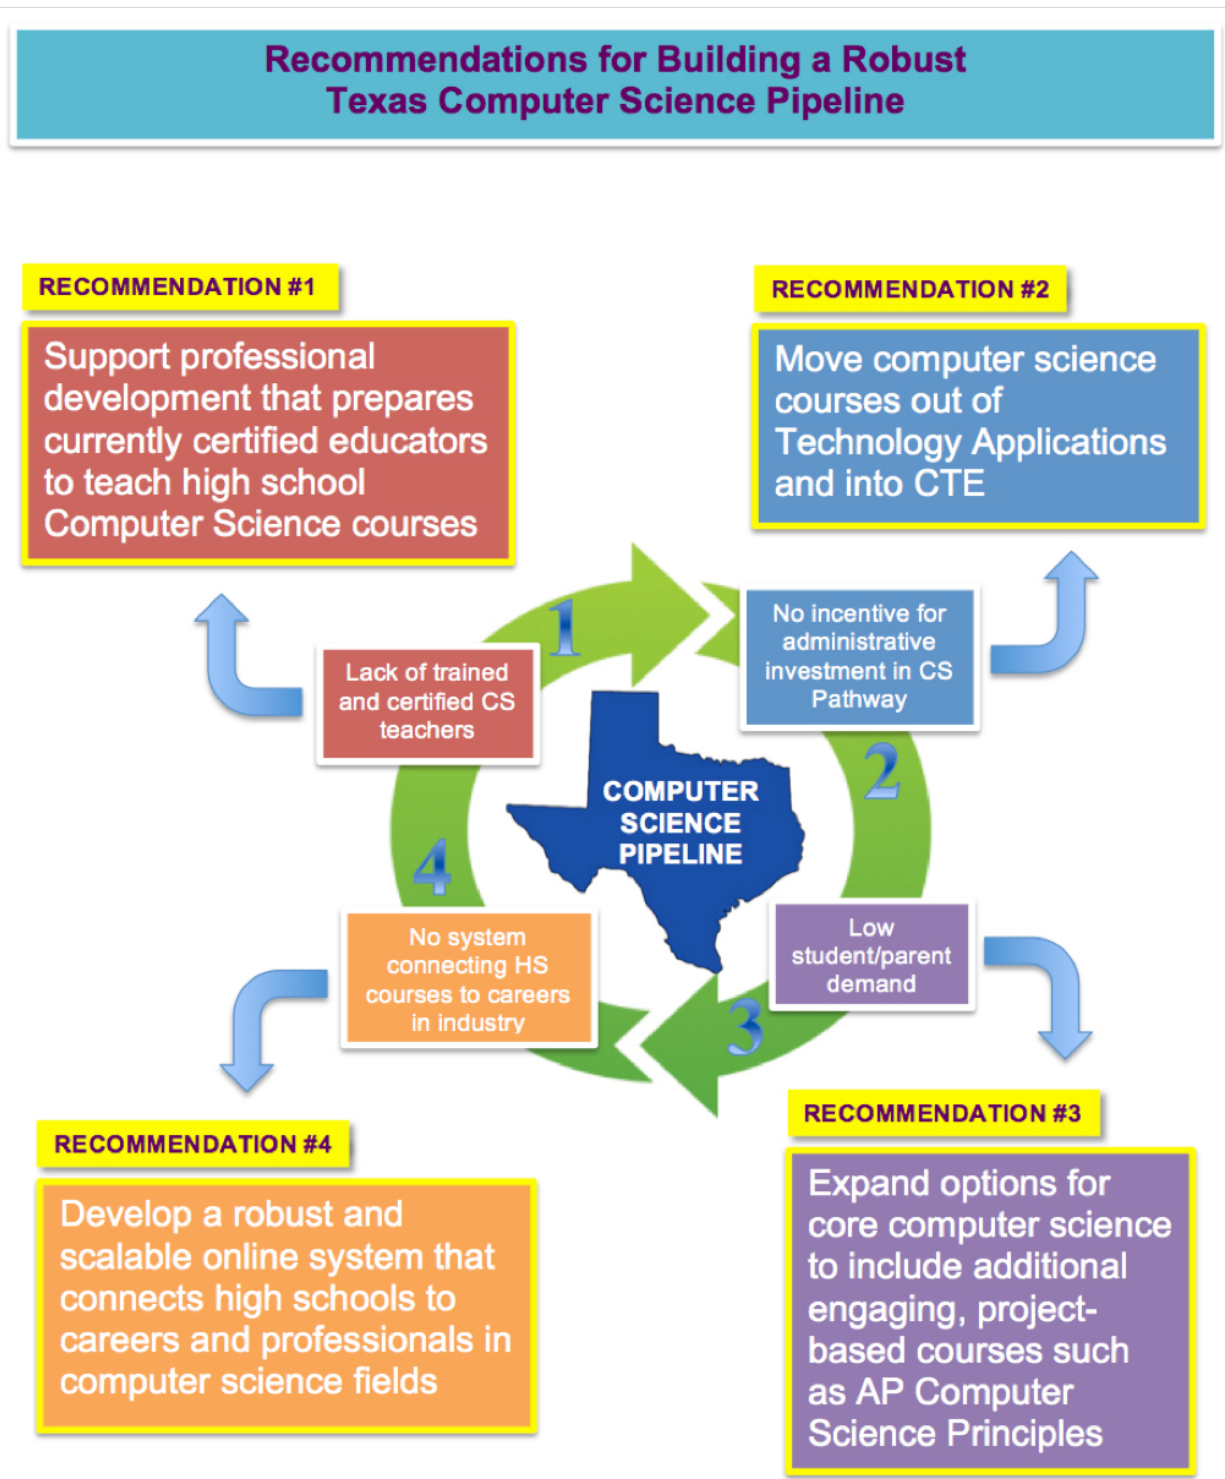 Recommendations for Building a Robust
Texas Computer Science Pipeline
RECOMMENDATION #1
Support professional
development that prepares
currently certified educators
to teach high school
Computer Science courses
RECOMMENDATION #2
Move computer science
courses out of
Technology Applications
and into CTE
1
Lack of trained
and certified CS
teachers
No incentive for
administrative
investment in CS
Pathway
2
COMPUTER
SCIENCE
PIPELINE
4
No system
connecting HS
courses to careers
in industry
Low
student/parent
demand
3
RECOMMENDATION #4
Develop a robust and
scalable online system that
connects high schools to
careers and professionals in
computer science fields
RECOMMENDATION #3
Expand options for
core computer science
to include additional
engaging, project-
based courses such
as AP Computer
Science Principles